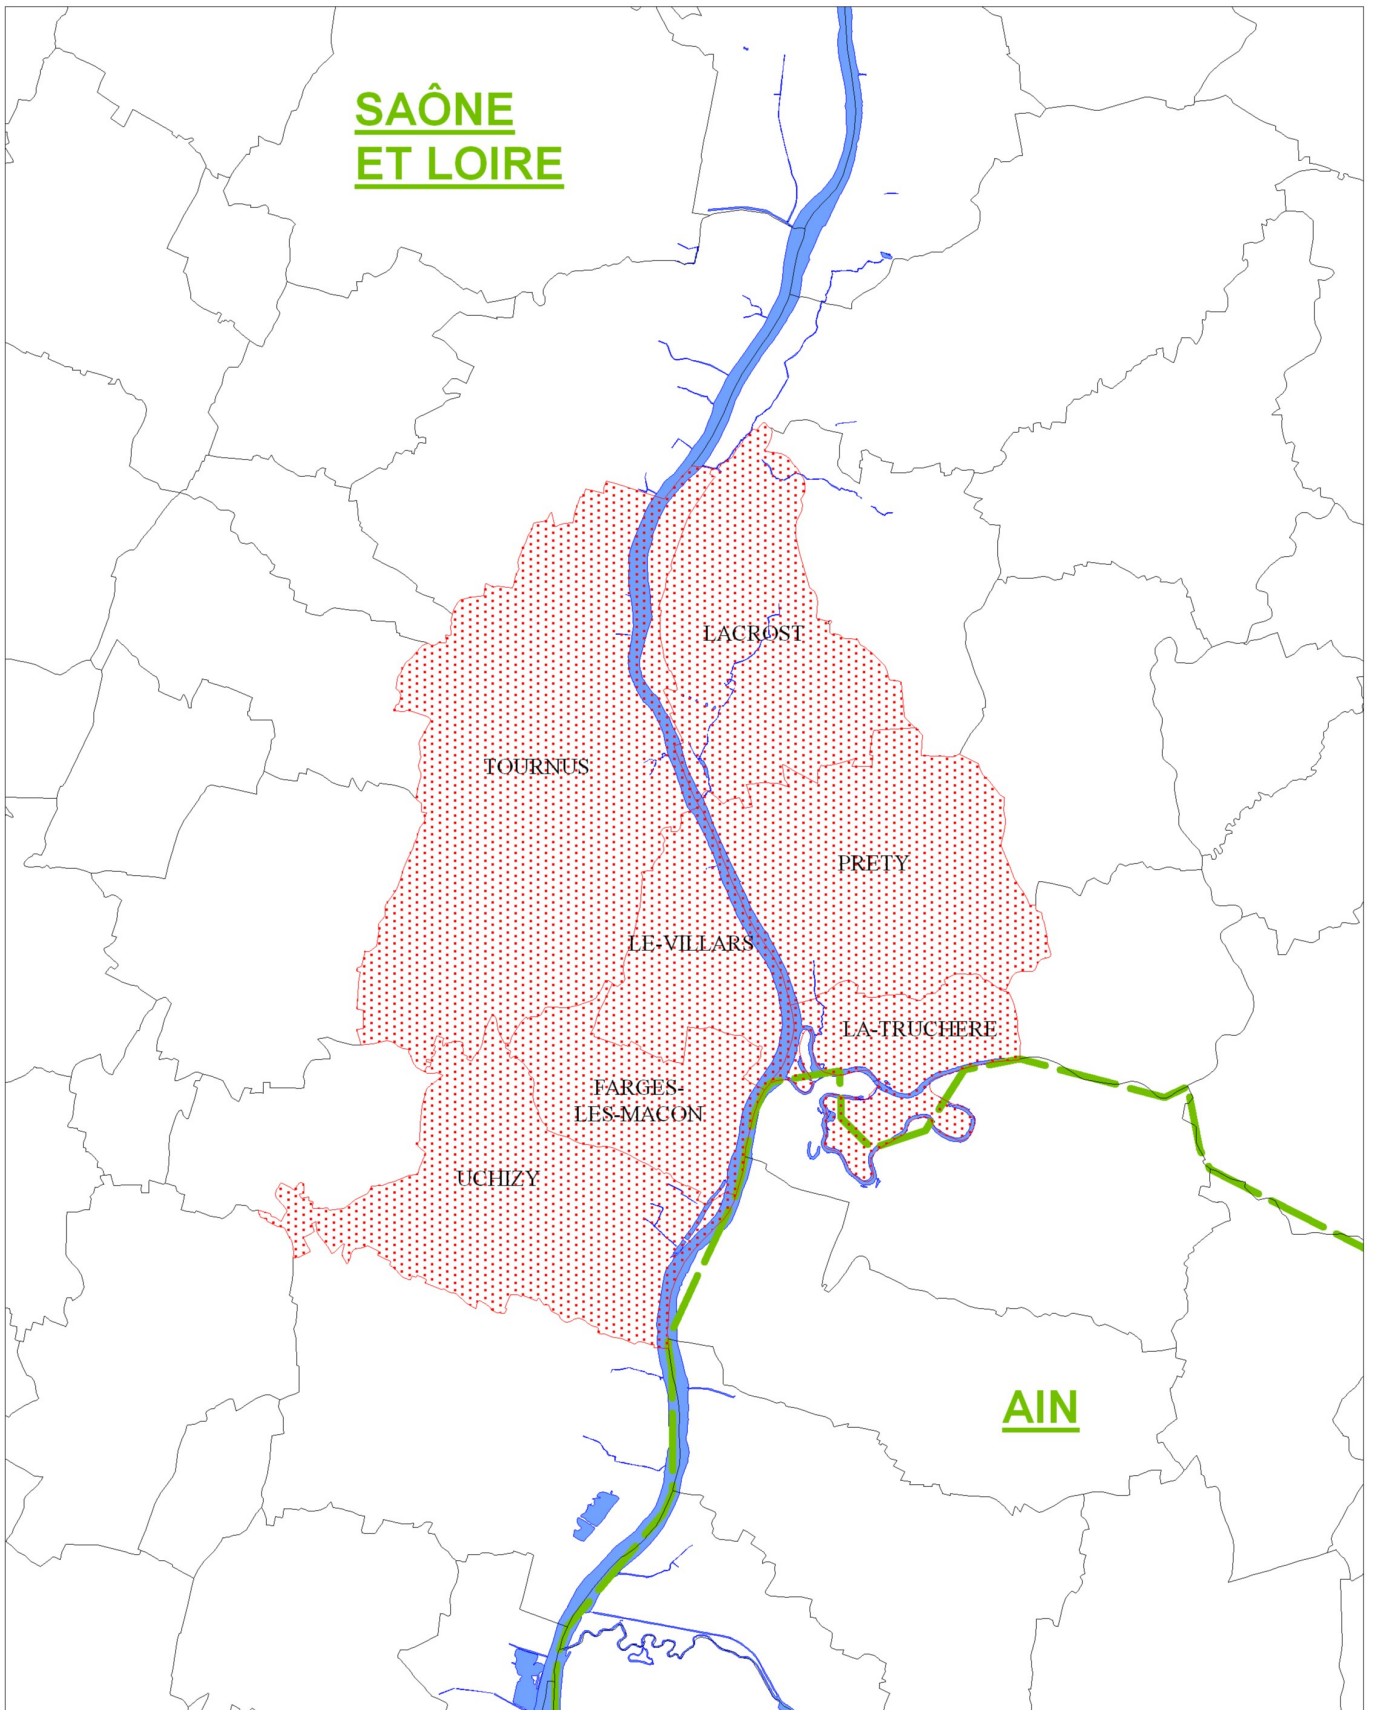 SAÔNE
ET LOIRE
LACROST
TOURNUS
PRETY
LE-VILLARS
LA-TRUCHERE
FARGES-
LES-MACON
UCHIZY
AIN